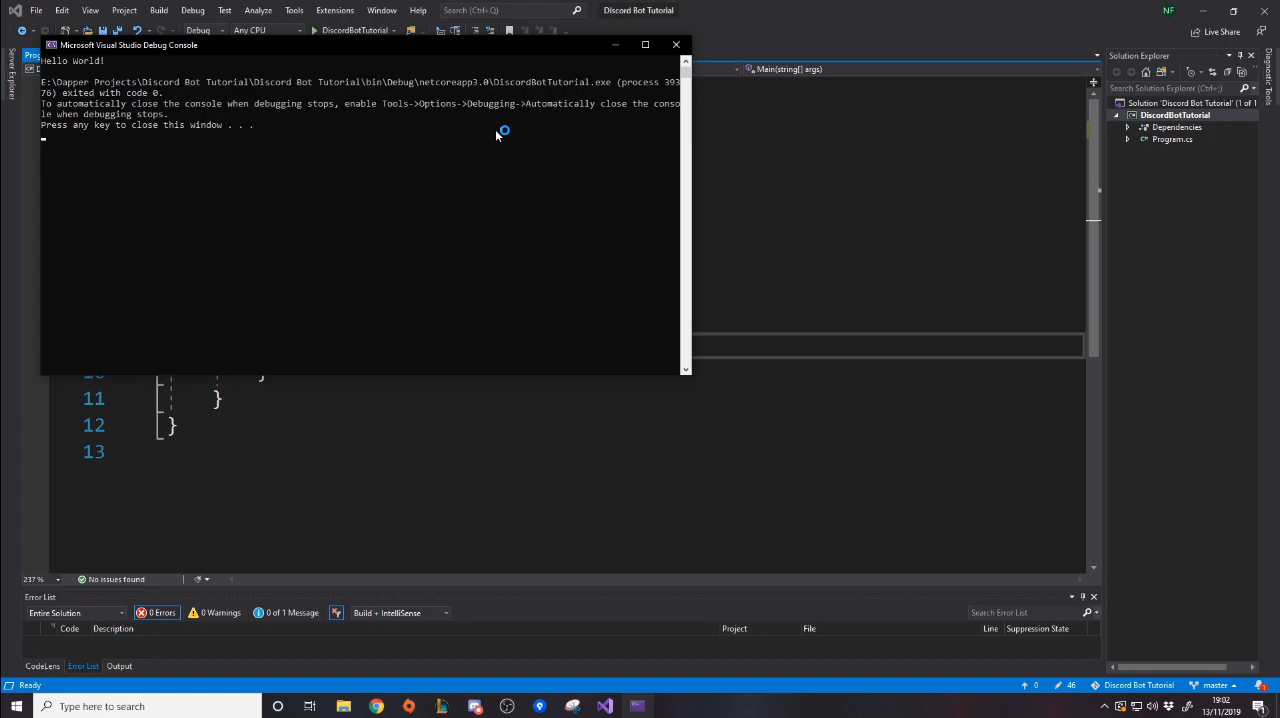 File Edit View Project Build Debug Test Analyze Tools Extensions Window Help Search (Ctrl+Q) Discord Bot Tutorial NF
Debug Any CPU DiscordBotTutorial Live Share
Microsoft Visual Studio Debug Console
Hello World!
E:\Dapper Projects\Discord Bot Tutorial\Discord Bot Tutorial\bin\Debug\netcoreapp3.0\DiscordBotTutorial.exe (process 393
76) exited with code 0.
To automatically close the console when debugging stops, enable Tools->Options->Debugging->Automatically close the conso
le when debugging stops.
Press any key to close this window . . .
Server Explorer
Main(string[] args)
Solution Explorer
Search Solution Explorer (Ctrl+;)
Solution 'Discord Bot Tutorial' (1 of 1
DiscordBotTutorial
Dependencies
Program.cs
Diagnostic Tools
10 }
11 }
12 }
13
237 % No issues found
Error List
Entire Solution 0 Errors 0 Warnings 0 of 1 Message Build + IntelliSense Search Error List
Code Description Project File Line Suppression State
CodeLens Error List Output
Ready 0 46 Discord Bot Tutorial master 1
Type here to search
19:02
13/11/2019